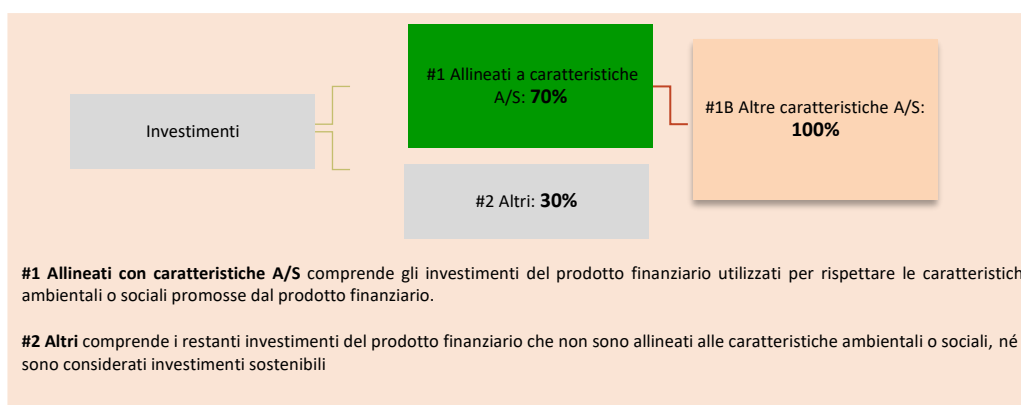 #1 Allineati a caratteristiche
A/S: 70%
#1B Altre caratteristiche A/S:
100%
Investimenti
#2 Altri: 30%
#1 Allineati con caratteristiche A/S comprende gli investimenti del prodotto finanziario utilizzati per rispettare le caratteristich
ambientali o sociali promosse dal prodotto finanziario.
#2 Altri comprende i restanti investimenti del prodotto finanziario che non sono allineati alle caratteristiche ambientali o sociali, né
sono considerati investimenti sostenibili